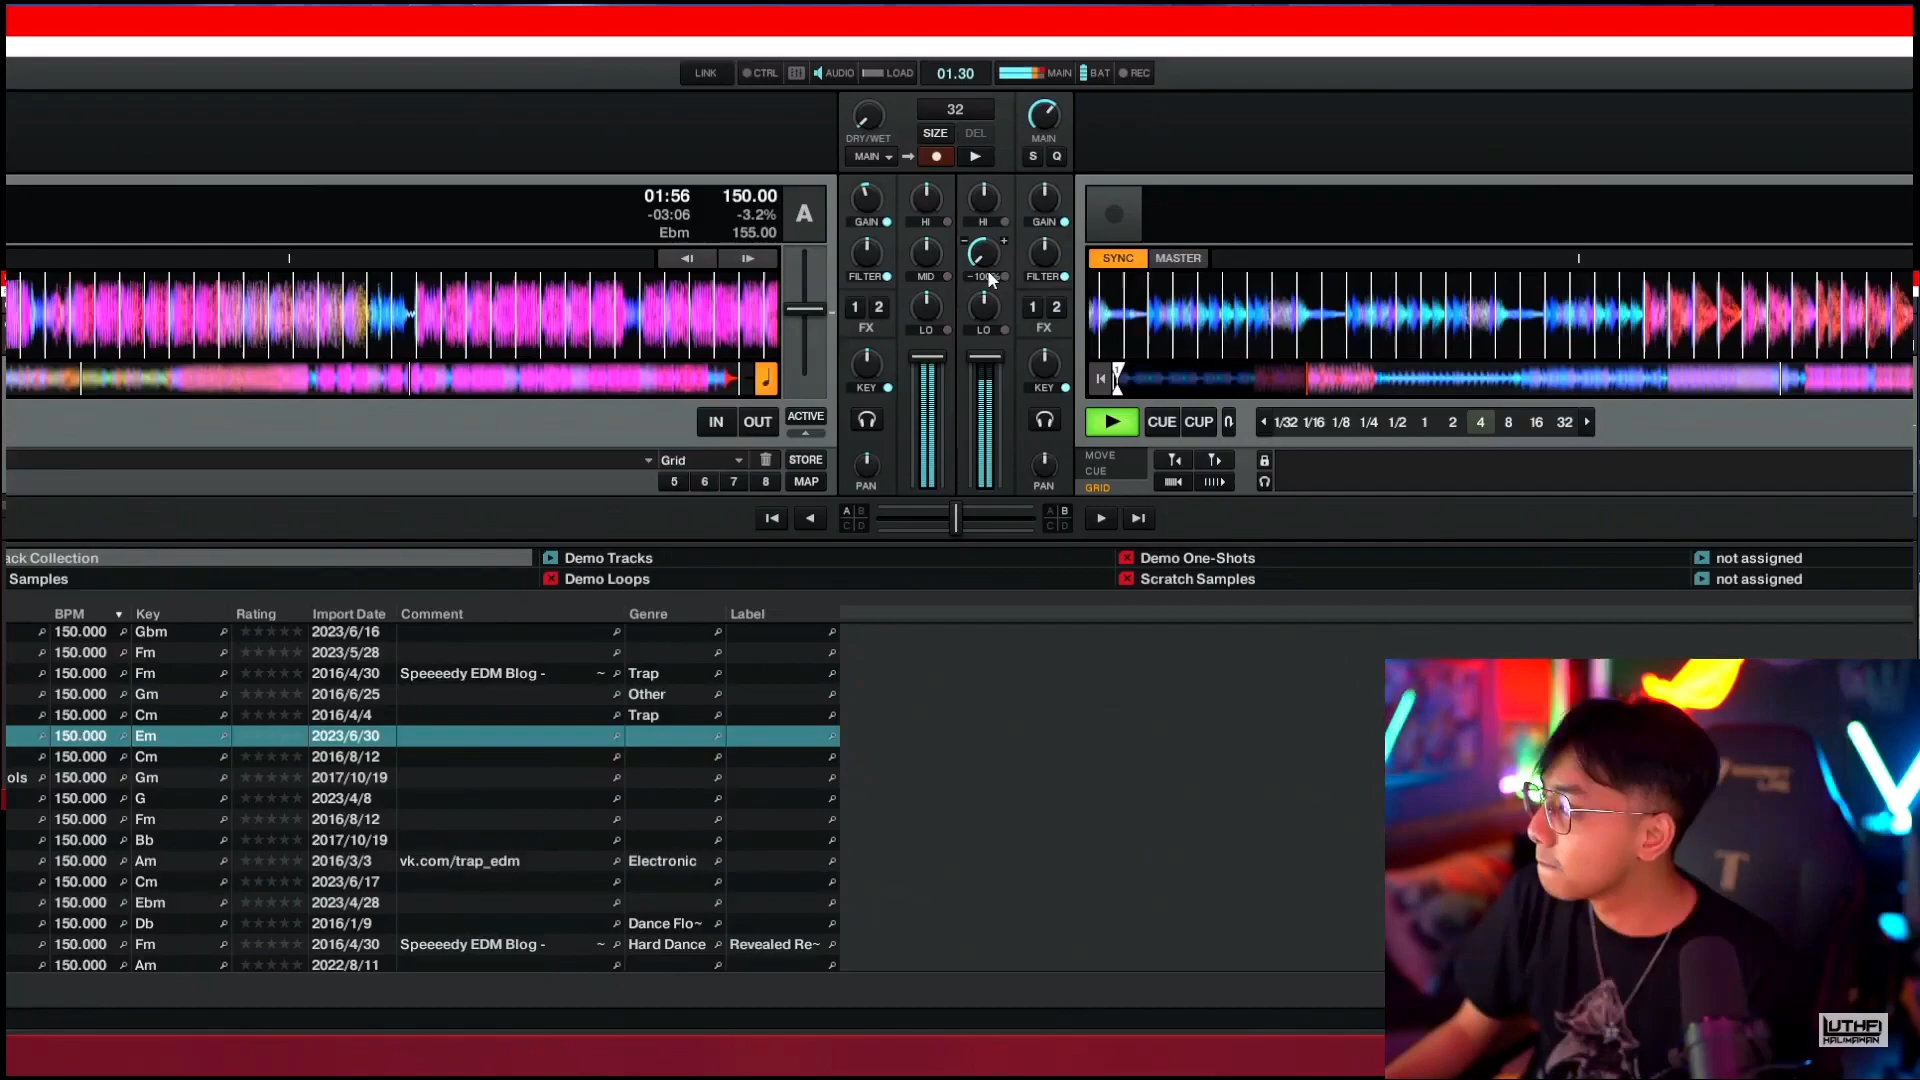 LINK CTRL AUDIO LOAD 01.30 MAIN BAT REC
32
DRY/WET SIZE DEL MAIN
MAIN S Q
01:56 150.00 A
-03:06 -3.2%
Ebm 155.00
GAIN HI HI GAIN
FILTER MID -100% FILTER
SYNC MASTER
1 2 1 2
FX LO LO FX
KEY KEY
IN OUT ACTIVE
CUE CUP 1/32 1/16 1/8 1/4 1/2 1 2 4 8 16 32
Grid STORE
5 6 7 8 MAP
PAN PAN
MOVE
CUE
GRID
A B
C D
A B
C D
ack Collection Demo Tracks Demo One-Shots not assigned
Samples Demo Loops Scratch Samples not assigned
BPM Key Rating Import Date Comment Genre Label
150.000 Gbm 2023/6/16
150.000 Fm 2023/5/28
150.000 Fm 2016/4/30 Speeeedy EDM Blog - ~ Trap
150.000 Gm 2016/6/25 Other
150.000 Cm 2016/4/4 Trap
150.000 Em 2023/6/30
150.000 Cm 2016/8/12
ols 150.000 Gm 2017/10/19
150.000 G 2023/4/8
150.000 Fm 2016/8/12
150.000 Bb 2017/10/19
150.000 Am 2016/3/3 vk.com/trap_edm Electronic
150.000 Cm 2023/6/17
150.000 Ebm 2023/4/28
150.000 Db 2016/1/9 Dance Flo~
150.000 Fm 2016/4/30 Speeeedy EDM Blog - ~ Hard Dance Revealed Re~
150.000 Am 2022/8/11
LUTHFI
HALIMAWAN